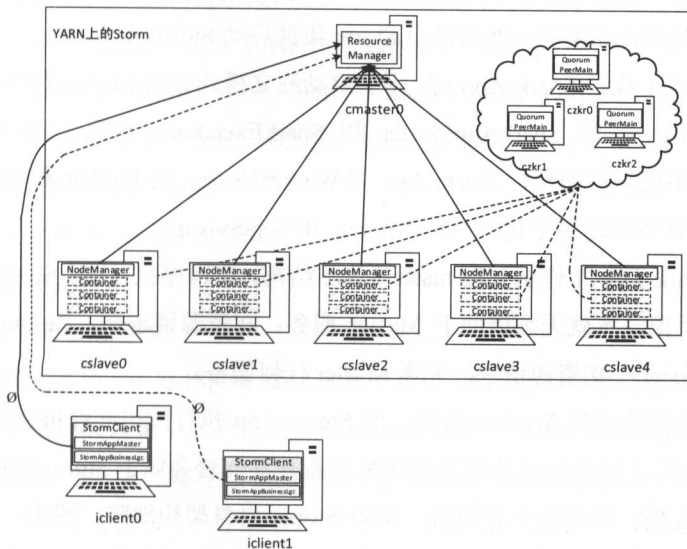 YARN上的Storm
Resource
Manager
cmaster0
Quorum
PeerMain
czkr0
Quorum
PeerMain
czkr1
Quorum
PeerMain
czkr2
NodeManager
Container
Container
Container
cslave0
NodeManager
Container
Container
Container
cslave1
NodeManager
Container
Container
Container
cslave2
NodeManager
Container
Container
Container
cslave3
NodeManager
Container
Container
Container
cslave4
Ø
Ø
StormClient
StormAppMaster
StormAppBusinessLgc
iclient0
StormClient
StormAppMaster
StormAppBusinessLgc
iclient1